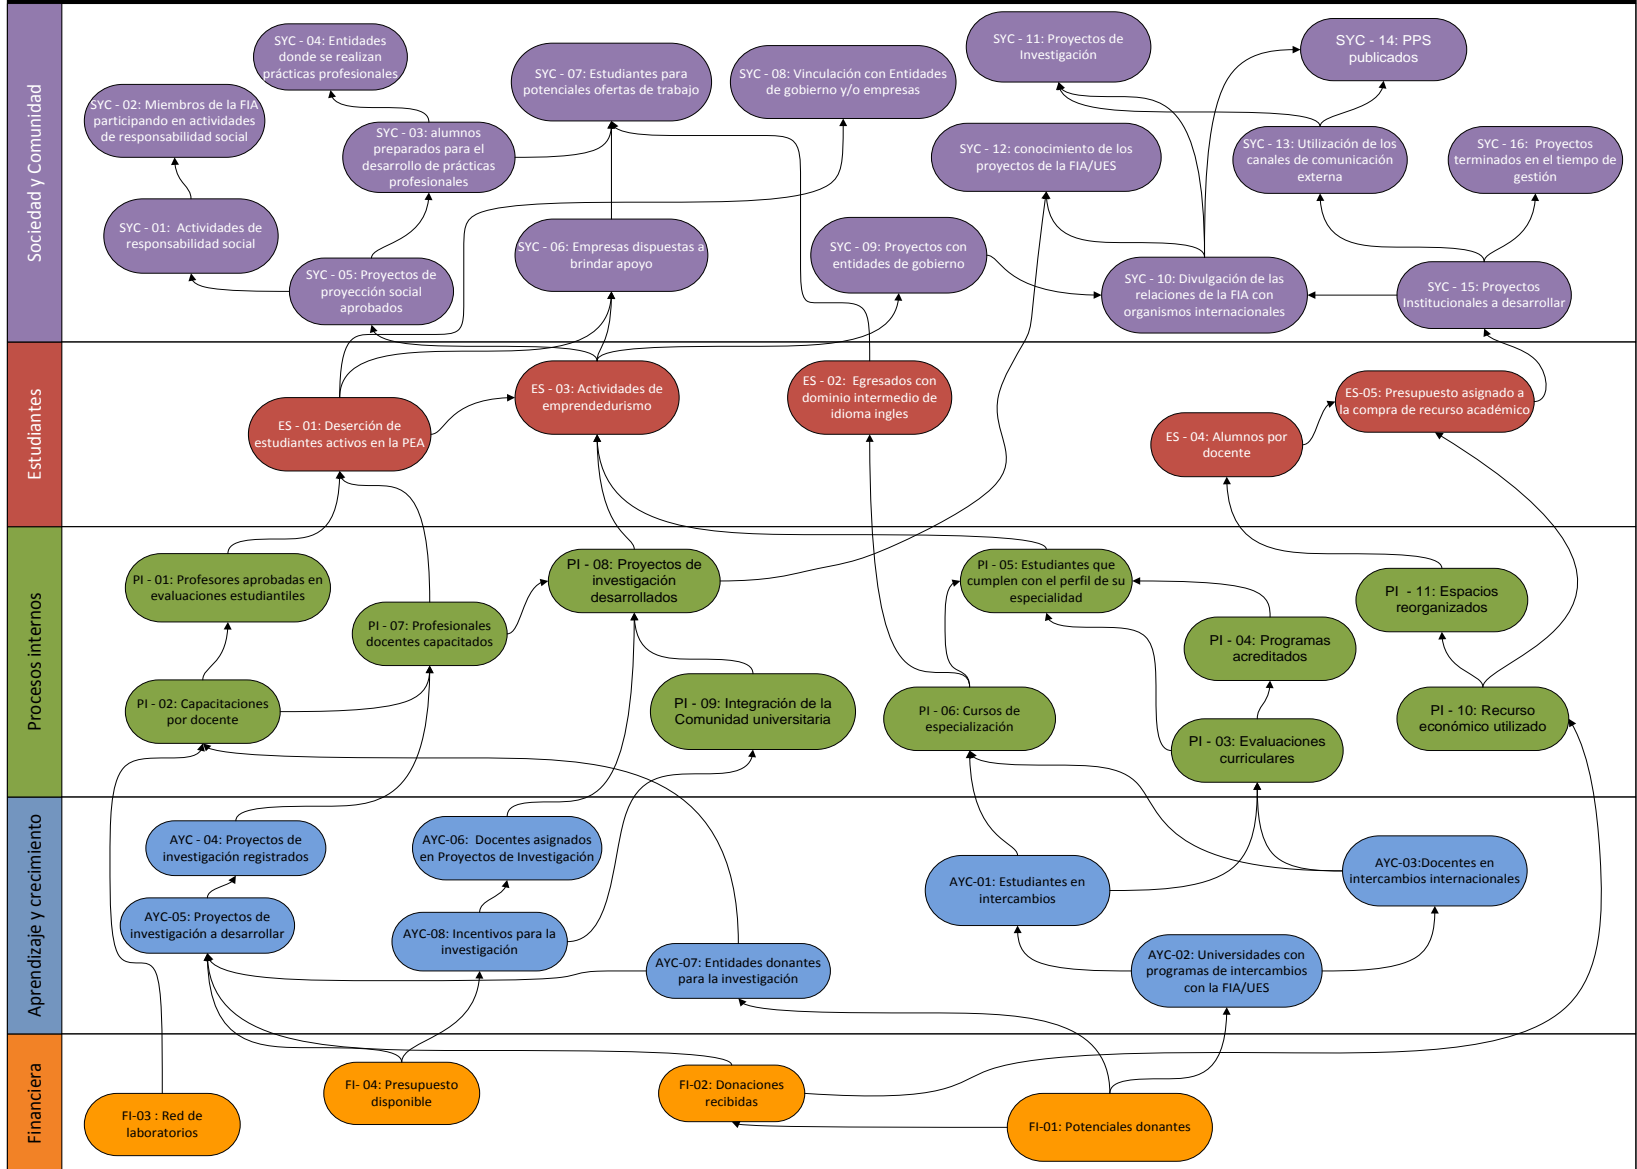 Sociedad y Comunidad
SYC - 04: Entidades
donde se realizan
prácticas profesionales
SYC - 07: Estudiantes para
potenciales ofertas de trabajo
SYC - 08: Vinculación con Entidades
de gobierno y/o empresas
SYC - 11: Proyectos de
Investigación
SYC - 14: PPS
publicados
SYC - 02: Miembros de la FIA
participando en actividades
de responsabilidad social
SYC - 03: alumnos
preparados para el
desarrollo de prácticas
profesionales
SYC - 12: conocimiento de los
proyectos de la FIA/UES
SYC - 13: Utilización de los
canales de comunicación
externa
SYC - 16: Proyectos
terminados en el tiempo de
gestión
SYC - 01: Actividades de
responsabilidad social
SYC - 06: Empresas dispuestas a
brindar apoyo
SYC - 09: Proyectos con
entidades de gobierno
SYC - 05: Proyectos de
proyección social
aprobados
SYC - 10: Divulgación de las
relaciones de la FIA con
organismos internacionales
SYC - 15: Proyectos
Institucionales a desarrollar
Estudiantes
ES - 03: Actividades de
emprendedurismo
ES - 02: Egresados con
dominio intermedio de
idioma ingles
ES-05: Presupuesto asignado a
la compra de recurso académico
ES - 01: Deserción de
estudiantes activos en la PEA
ES - 04: Alumnos por
docente
Procesos internos
PI - 01: Profesores aprobadas en
evaluaciones estudiantiles
PI - 08: Proyectos de
investigación
desarrollados
PI - 05: Estudiantes que
cumplen con el perfil de su
especialidad
PI - 11: Espacios
reorganizados
PI - 07: Profesionales
docentes capacitados
PI - 04: Programas
acreditados
PI - 02: Capacitaciones
por docente
PI - 09: Integración de la
Comunidad universitaria
PI - 06: Cursos de
especialización
PI - 10: Recurso
económico utilizado
PI - 03: Evaluaciones
curriculares
Aprendizaje y crecimiento
AYC - 04: Proyectos de
investigación registrados
AYC-06: Docentes asignados
en Proyectos de Investigación
AYC-03:Docentes en
intercambios internacionales
AYC-01: Estudiantes en
intercambios
AYC-05: Proyectos de
investigación a desarrollar
AYC-08: Incentivos para la
investigación
AYC-07: Entidades donantes
para la investigación
AYC-02: Universidades con
programas de intercambios
con la FIA/UES
Financiera
FI- 04: Presupuesto
disponible
FI-02: Donaciones
recibidas
FI-03 : Red de
laboratorios
FI-01: Potenciales donantes